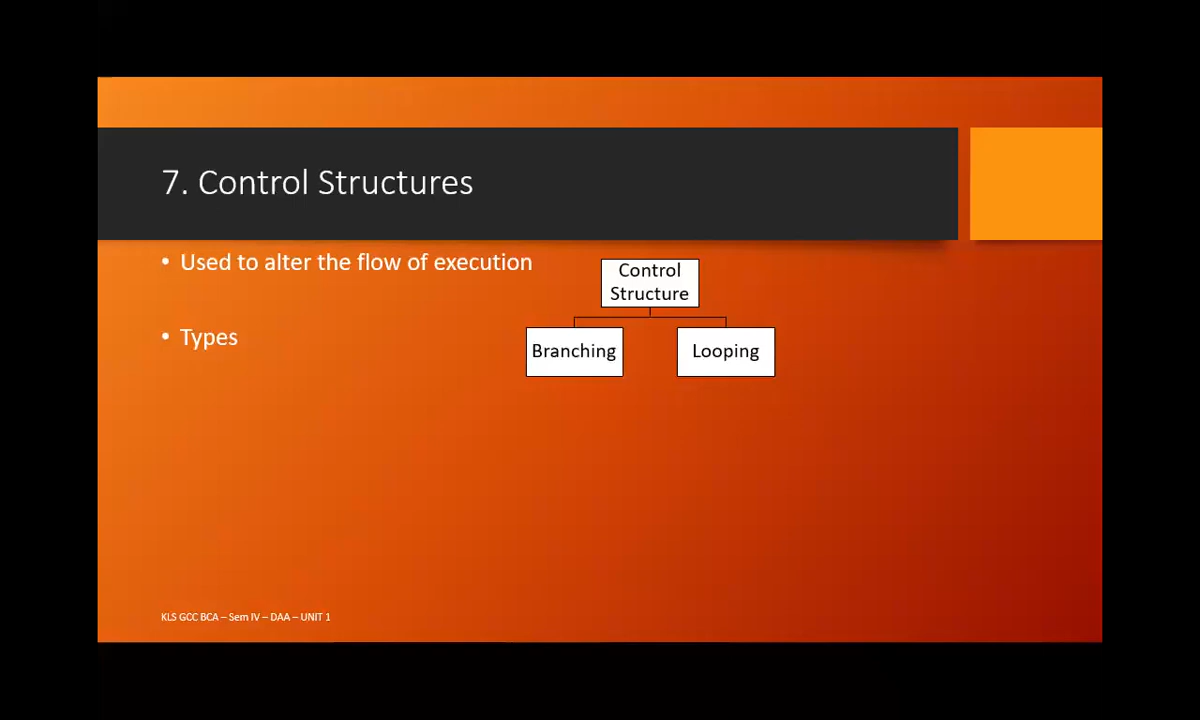 7. Control Structures
• Used to alter the flow of execution
Control
Structure
• Types
Branching
Looping
KLS GCC BCA – Sem IV – DAA – UNIT 1